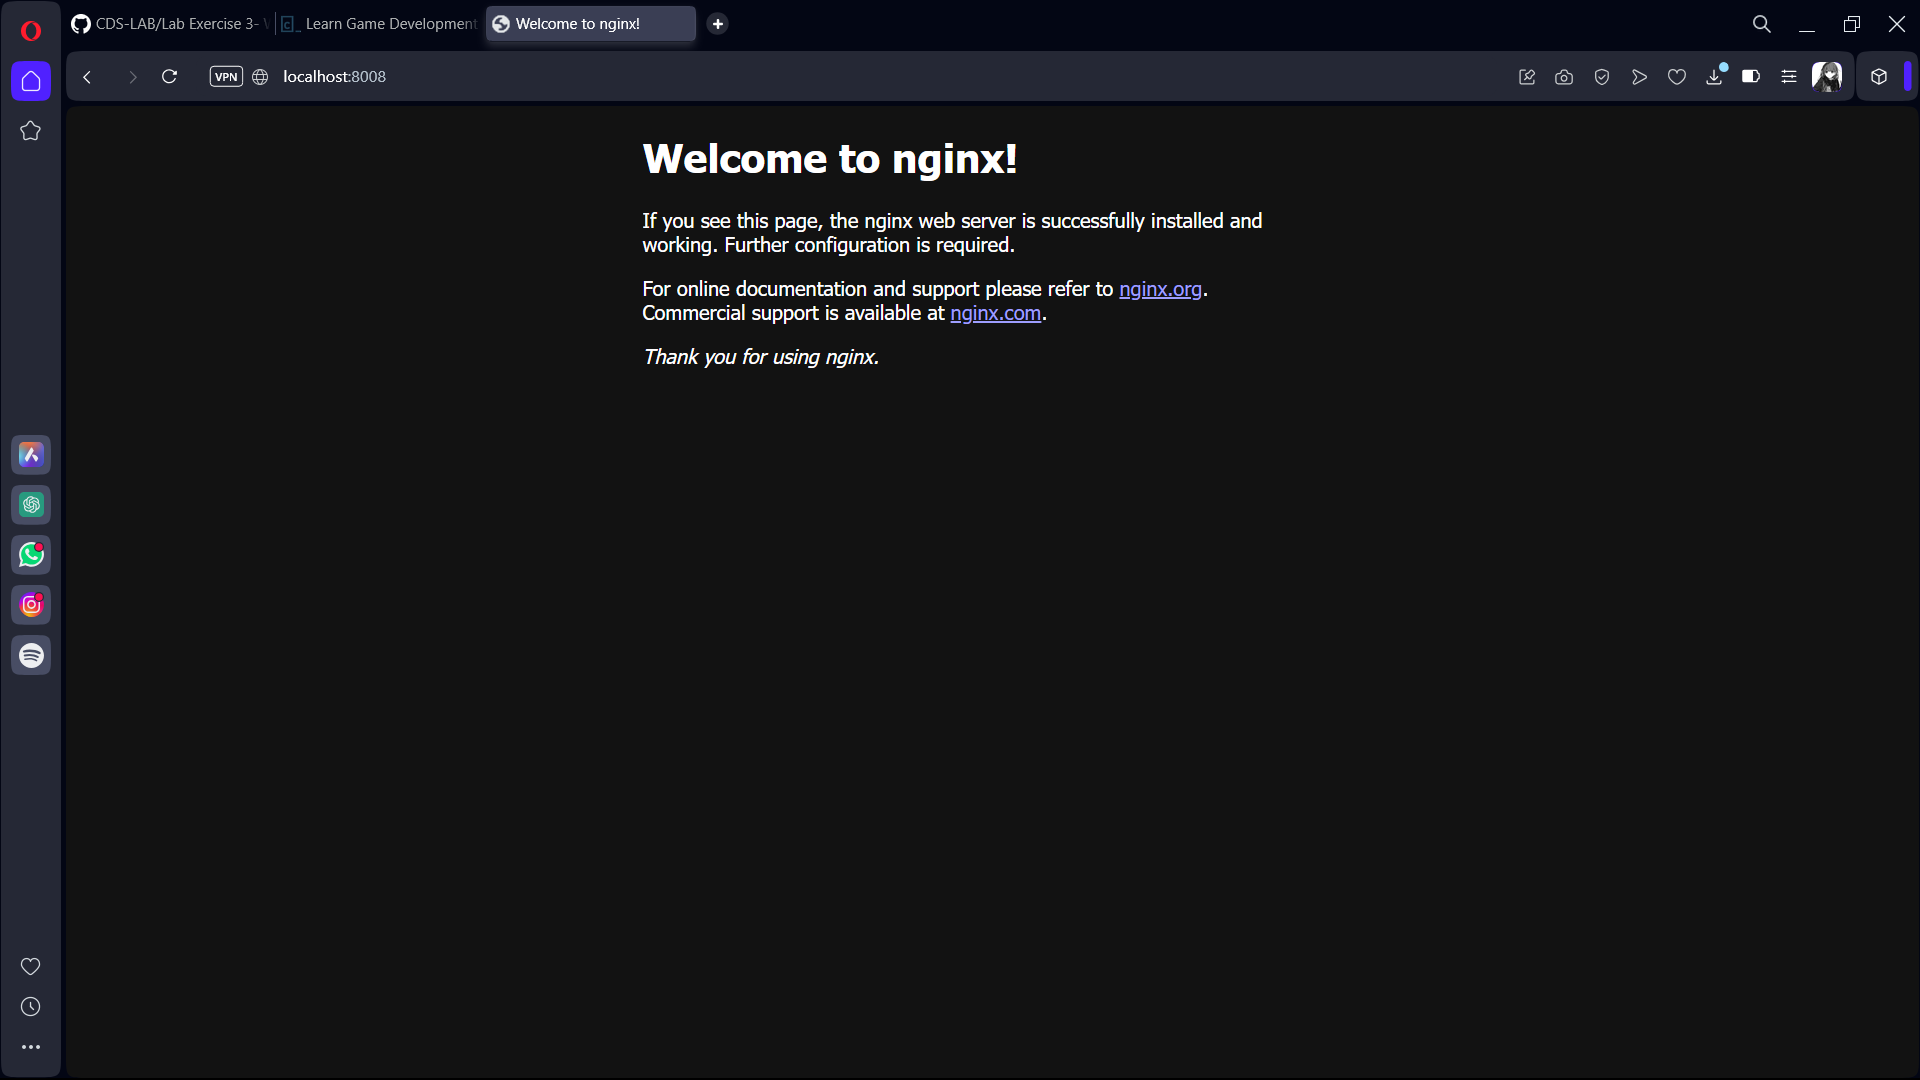 CDS-LAB/Lab Exercise 3-
Learn Game Development
Welcome to nginx!
VPN
localhost:8008
Welcome to nginx!
If you see this page, the nginx web server is successfully installed and
working. Further configuration is required.
For online documentation and support please refer to nginx.org.
Commercial support is available at nginx.com.
Thank you for using nginx.